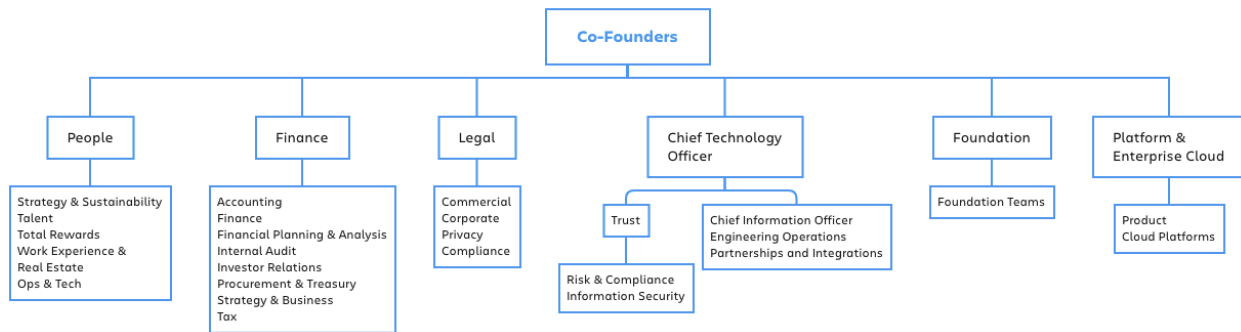 Co-Founders
People
Finance
Legal
Chief Technology
Officer
Foundation
Platform &
Enterprise Cloud
Strategy & Sustainability
Talent
Total Rewards
Work Experience &
Real Estate
Ops & Tech
Accounting
Finance
Financial Planning & Analysis
Internal Audit
Investor Relations
Procurement & Treasury
Strategy & Business
Tax
Commercial
Corporate
Privacy
Compliance
Trust
Risk & Compliance
Information Security
Chief Information Officer
Engineering Operations
Partnerships and Integrations
Foundation Teams
Product
Cloud Platforms